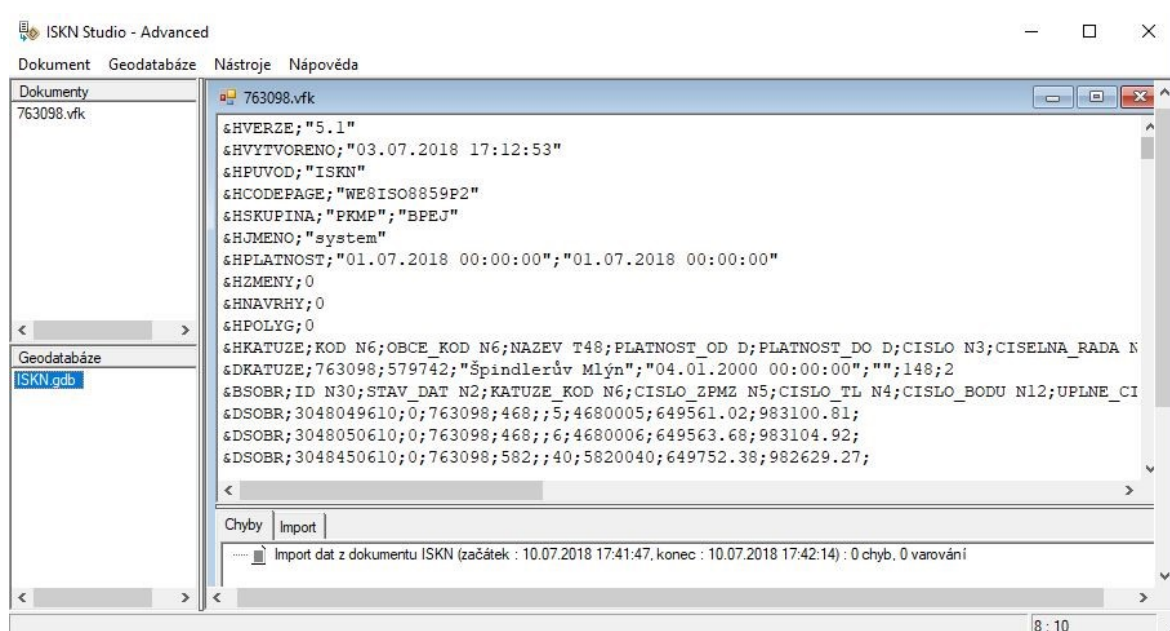 ISKN Studio - Advanced
Dokument Geodatabáze Nástroje Nápověda
Dokumenty
763098.vfk
763098.vfk
&HVERZE;"5.1"
&HVYTVORENO;"03.07.2018 17:12:53"
&HPUVOD;"ISKN"
&HCODEPAGE;"WE8ISO8859P2"
&HSKUPINA;"PKMP";"BPEJ"
&HJMENO;"system"
&HPLATNOST;"01.07.2018 00:00:00";"01.07.2018 00:00:00"
&HZMENY;0
&HNAVRHY;0
&HPOLYG;0
&HKATUZE;KOD N6;OBCE_KOD N6;NAZEV T48;PLATNOST_OD D;PLATNOST_DO D;CISLO N3;CISELNA_RADA N
&DKATUZE;763098;579742;"Špindlerův Mlýn";"04.01.2000 00:00:00";"";148;2
&BSOBR;ID N30;STAV_DAT N2;KATUZE_KOD N6;CISLO_ZPMZ N5;CISLO_TL N4;CISLO_BODU N12;UPLNE_CI
&DSOBR;3048049610;0;763098;468;;5;4680005;649561.02;983100.81;
&DSOBR;3048050610;0;763098;468;;6;4680006;649563.68;983104.92;
&DSOBR;3048450610;0;763098;582;;40;5820040;649752.38;982629.27;
Geodatabáze
ISKN.gdb
Chyby Import
Import dat z dokumentu ISKN (začátek : 10.07.2018 17:41:47, konec : 10.07.2018 17:42:14) : 0 chyb, 0 varování
8 : 10